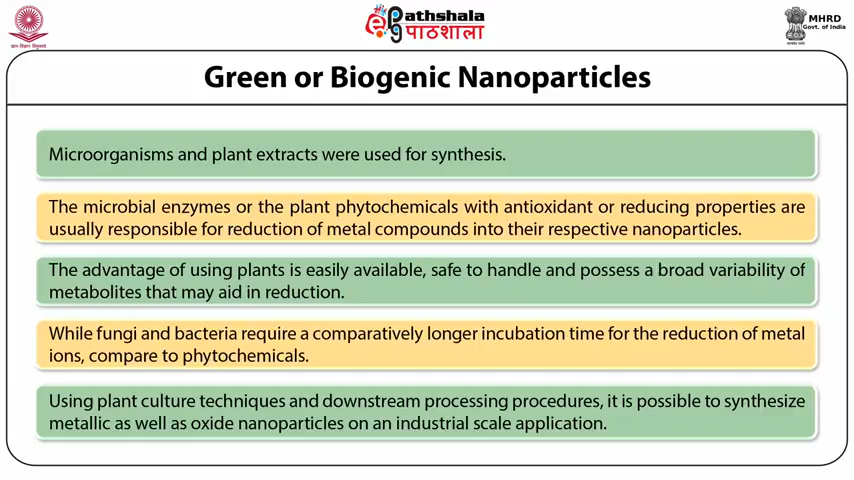 ePathshala
पाठशाला
MHRD
Govt. of India
Green or Biogenic Nanoparticles
Microorganisms and plant extracts were used for synthesis.
The microbial enzymes or the plant phytochemicals with antioxidant or reducing properties are
usually responsible for reduction of metal compounds into their respective nanoparticles.
The advantage of using plants is easily available, safe to handle and possess a broad variability of
metabolites that may aid in reduction.
While fungi and bacteria require a comparatively longer incubation time for the reduction of metal
ions, compare to phytochemicals.
Using plant culture techniques and downstream processing procedures, it is possible to synthesize
metallic as well as oxide nanoparticles on an industrial scale application.